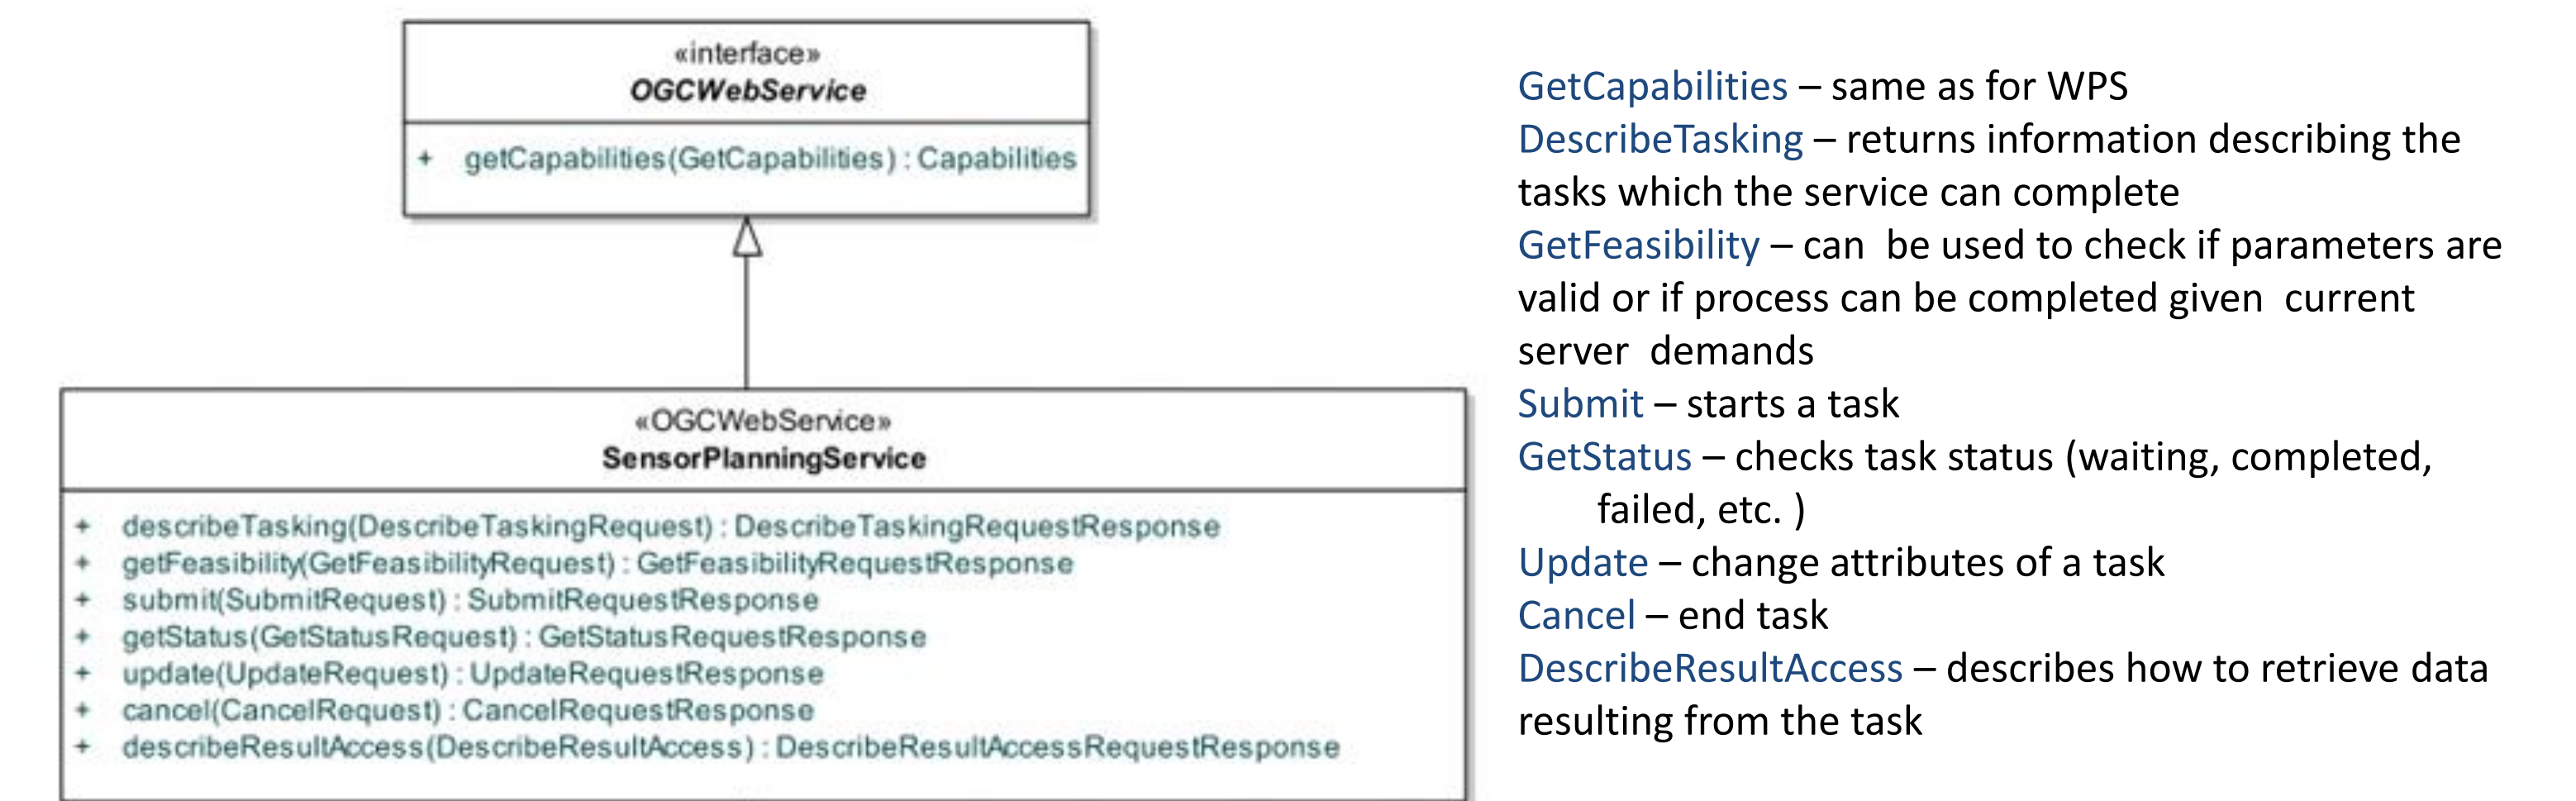 «interface»
OGCWebService
+ getCapabilities(GetCapabilities) : Capabilities
«OGCWebService»
SensorPlanningService
+ describeTasking(DescribeTaskingRequest) : DescribeTaskingRequestResponse
+ getFeasibility(GetFeasibilityRequest) : GetFeasibilityRequestResponse
+ submit(SubmitRequest) : SubmitRequestResponse
+ getStatus(GetStatusRequest) : GetStatusRequestResponse
+ update(UpdateRequest) : UpdateRequestResponse
+ cancel(CancelRequest) : CancelRequestResponse
+ describeResultAccess(DescribeResultAccess) : DescribeResultAccessRequestResponse
GetCapabilities – same as for WPS
DescribeTasking – returns information describing the
tasks which the service can complete
GetFeasibility – can be used to check if parameters are
valid or if process can be completed given current
server demands
Submit – starts a task
GetStatus – checks task status (waiting, completed,
failed, etc. )
Update – change attributes of a task
Cancel – end task
DescribeResultAccess – describes how to retrieve data
resulting from the task